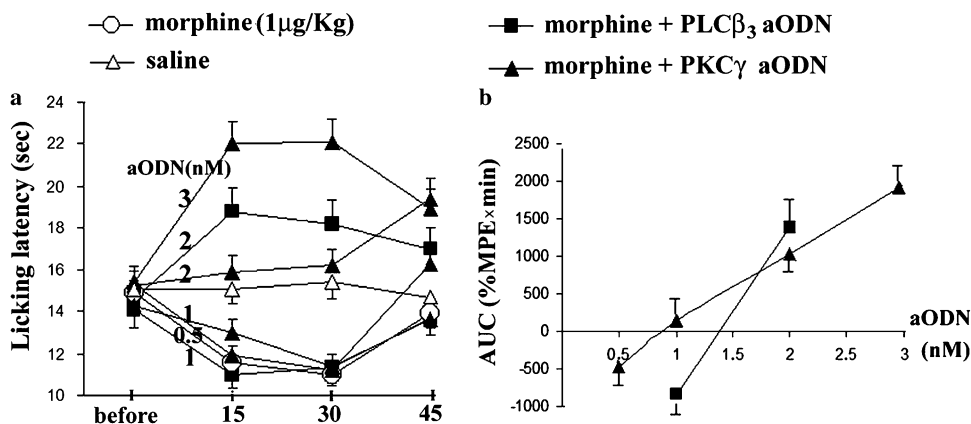 morphine (1μg/Kg)
saline
morphine + PLCβ3 aODN
morphine + PKCγ aODN
a
Licking latency (sec)
24
22
20
18
16
14
12
10
aODN(nM)
3
2
2
1
0.5
1
before
15
30
45
b
AUC (%MPE×min)
2500
2000
1500
1000
500
0
-500
-1000
0.5
1
1.5
2
2.5
3
aODN
(nM)